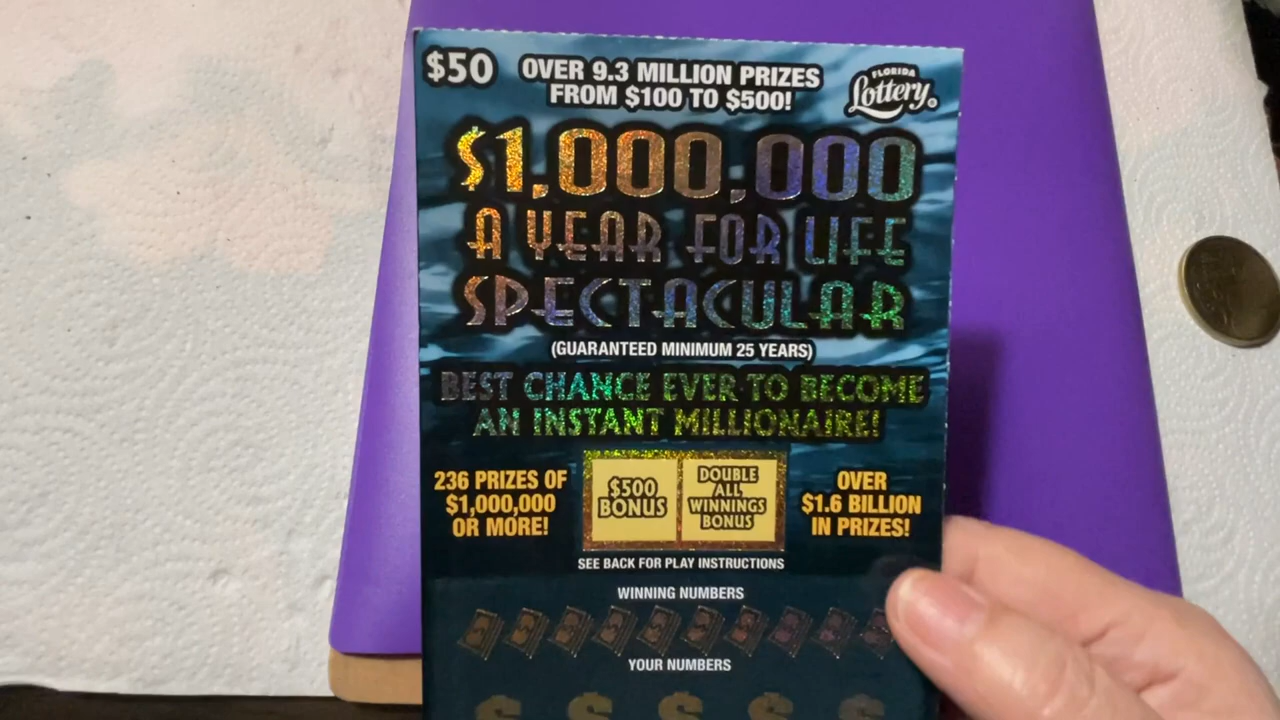 $50
OVER 9.3 MILLION PRIZES
FROM $100 TO $500!
FLORIDA
Lottery®
$1,000,000
A YEAR FOR LIFE
SPECTACULAR
(GUARANTEED MINIMUM 25 YEARS)
BEST CHANCE EVER TO BECOME
AN INSTANT MILLIONAIRE!
236 PRIZES OF
$1,000,000
OR MORE!
$500
BONUS
DOUBLE
ALL
WINNINGS
BONUS
OVER
$1.6 BILLION
IN PRIZES!
SEE BACK FOR PLAY INSTRUCTIONS
WINNING NUMBERS
YOUR NUMBERS
$ $ $ $ $